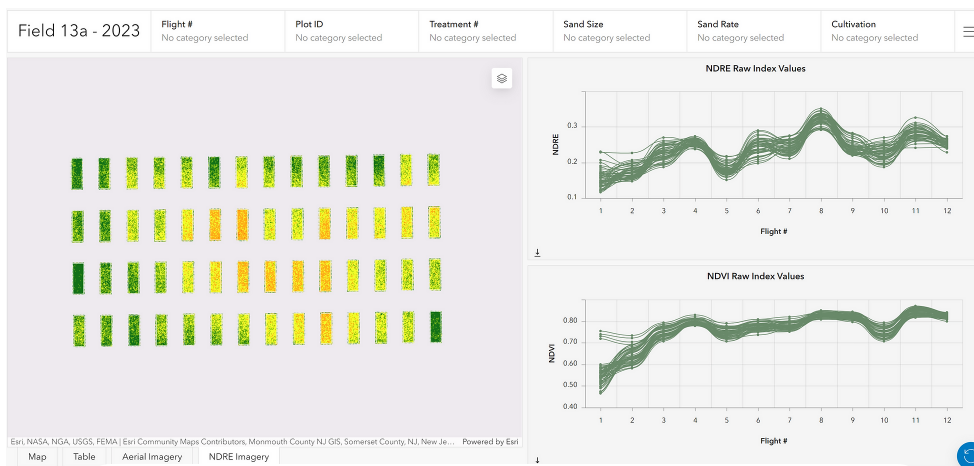 Field 13a - 2023
Flight #
No category selected
Plot ID
No category selected
Treatment #
No category selected
Sand Size
No category selected
Sand Rate
No category selected
Cultivation
No category selected
NDRE Raw Index Values
NDRE
0.3
0.2
0.1
1 2 3 4 5 6 7 8 9 10 11 12
Flight #
NDVI Raw Index Values
NDVI
0.80
0.70
0.60
0.50
0.40
1 2 3 4 5 6 7 8 9 10 11 12
Flight #
Esri, NASA, NGA, USGS, FEMA | Esri Community Maps Contributors, Monmouth County NJ GIS, Somerset County, NJ, New Je... Powered by Esri
Map Table Aerial Imagery NDRE Imagery